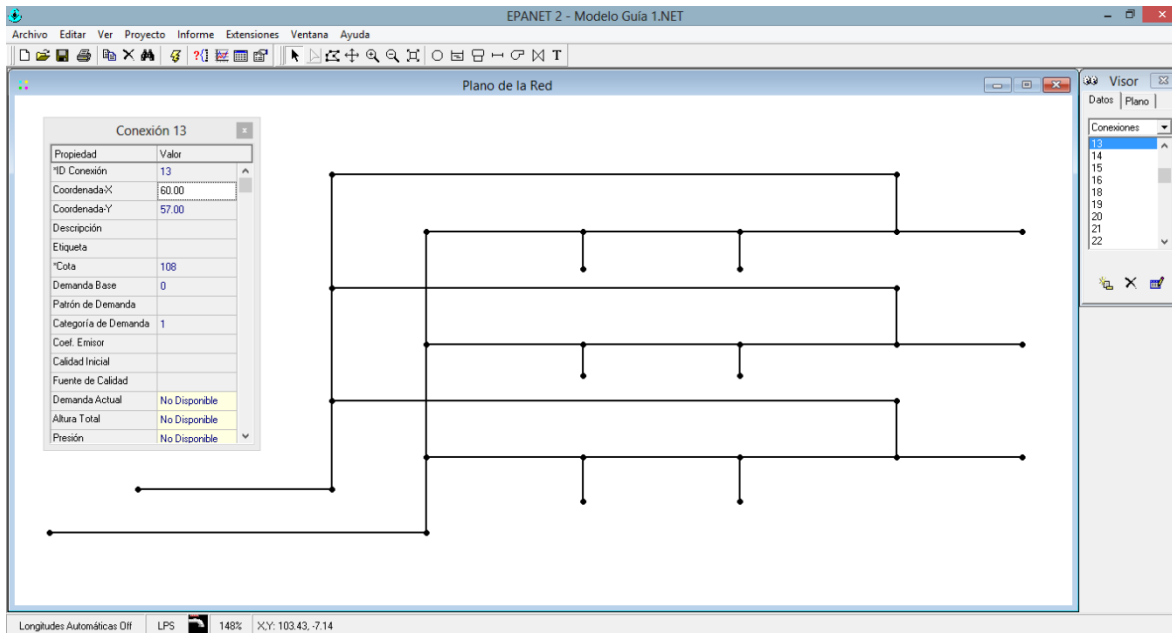 EPANET 2 - Modelo Guía 1.NET
Archivo Editar Ver Proyecto Informe Extensiones Ventana Ayuda
T
Plano de la Red
Visor
Datos Plano
Conexiones
13
14
15
16
18
19
20
21
22
Conexión 13
Propiedad Valor
*ID Conexión 13
Coordenada-X 60.00
Coordenada-Y 57.00
Descripción
Etiqueta
*Cota 108
Demanda Base 0
Patrón de Demanda
Categoría de Demanda 1
Coef. Emisor
Calidad Inicial
Fuente de Calidad
Demanda Actual No Disponible
Altura Total No Disponible
Presión No Disponible
Longitudes Automáticas Off LPS 148% X,Y: 103.43, -7.14